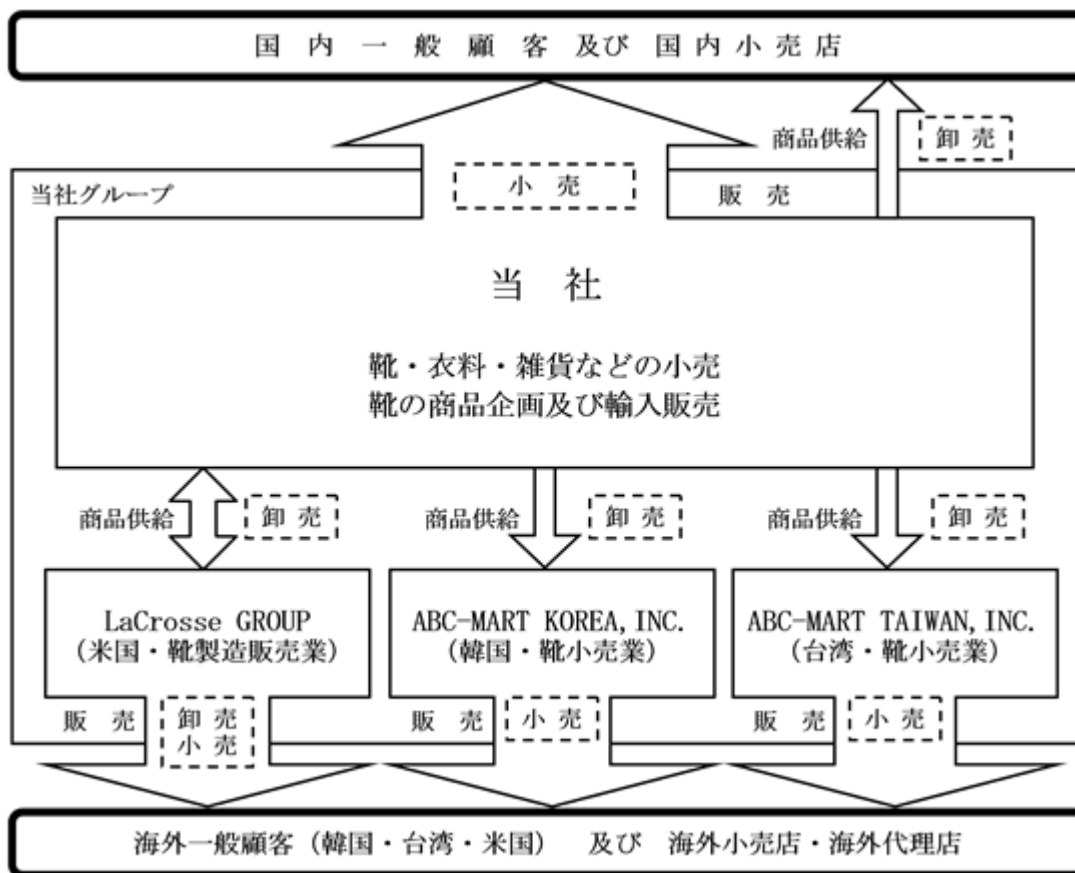 国内一般顧客及び国内小売店
商品供給
卸売
当社グループ
小売
販売
当社
靴・衣料・雑貨などの小売
靴の商品企画及び輸入販売
商品供給
卸売
商品供給
卸売
商品供給
卸売
LaCrosse GROUP
(米国・靴製造販売業)
ABC-MART KOREA,INC.
(韓国・靴小売業)
ABC-MART TAIWAN,INC.
(台湾・靴小売業)
販売
卸売
小売
販売
小売
販売
小売
海外一般顧客(韓国・台湾・米国) 及び 海外小売店・海外代理店